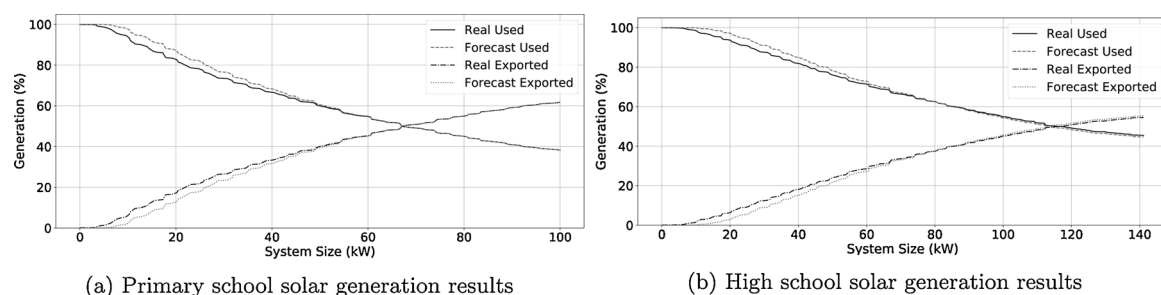 100
80
60
40
20
0
Generation (%)
Real Used
Forecast Used
Real Exported
Forecast Exported
0 20 40 60 80 100
System Size (kW)
(a) Primary school solar generation results
100
80
60
40
20
0
Generation (%)
Real Used
Forecast Used
Real Exported
Forecast Exported
0 20 40 60 80 100 120 140
System Size (kW)
(b) High school solar generation results